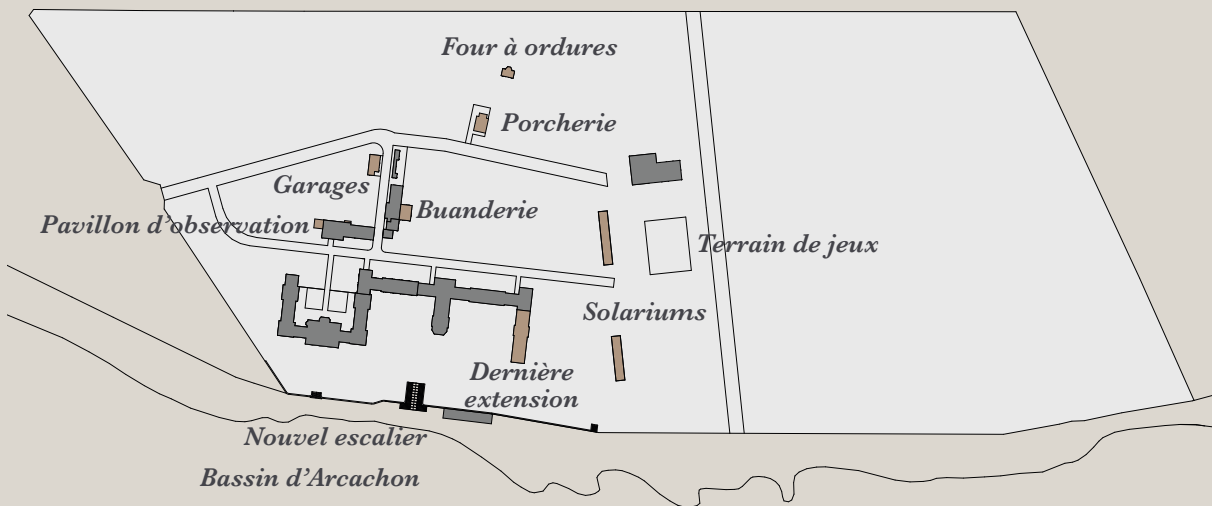 Four à ordures
Porcherie
Garages
Buanderie
Pavillon d’observation
Terrain de jeux
Solariums
Dernière
extension
Nouvel escalier
Bassin d’Arcachon